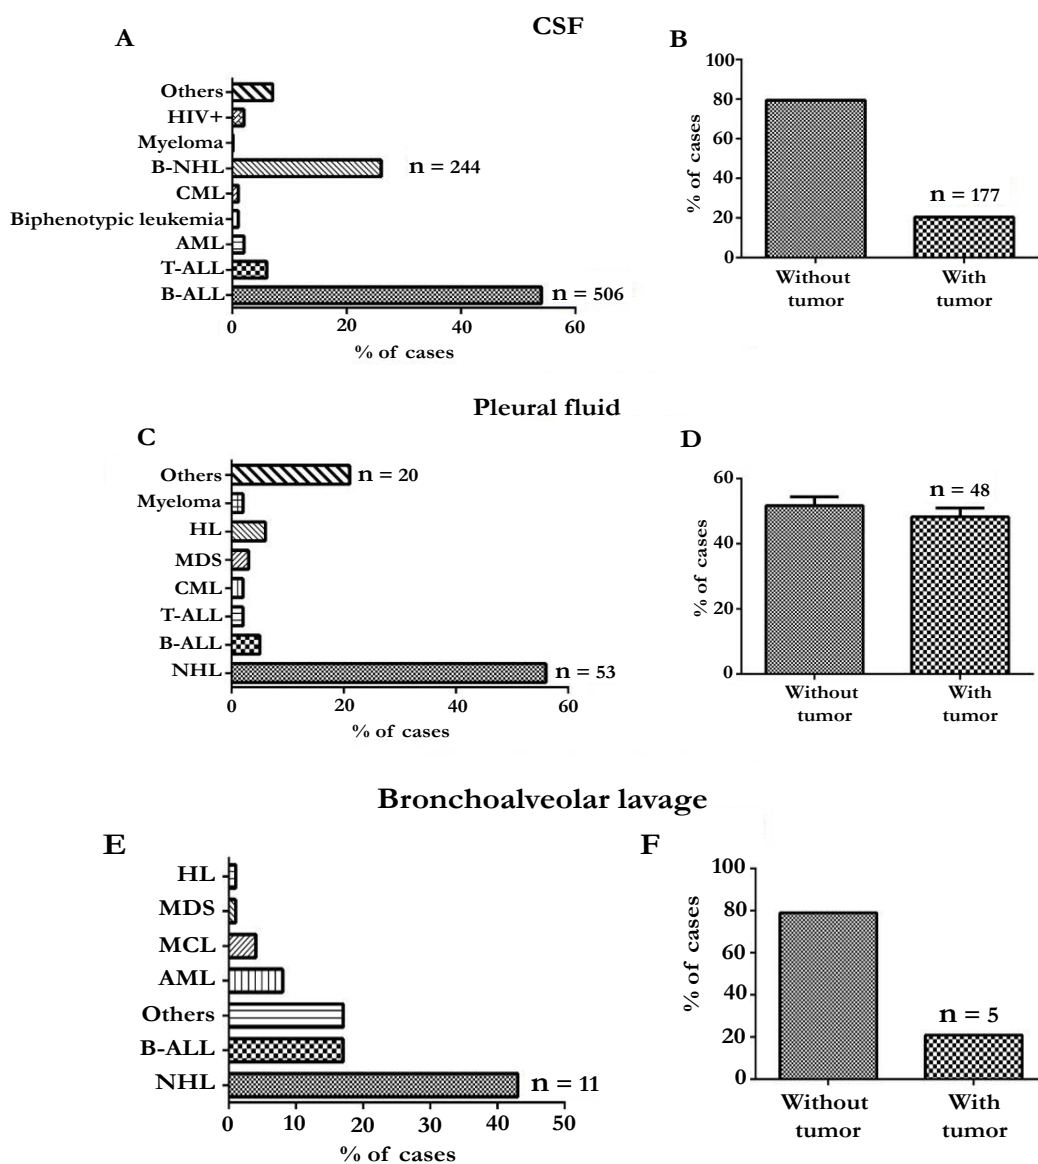 CSF
A
Others
HIV+
Myeloma
B-NHL
n = 244
CML
Biphenotypic leukemia
AML
T-ALL
B-ALL
n = 506
0 20 40 60
% of cases
B
100
80
60
40
20
0
% of cases
n = 177
Without
tumor
With
tumor
Pleural fluid
C
Others
n = 20
Myeloma
HL
MDS
CML
T-ALL
B-ALL
NHL
n = 53
0 20 40 60
% of cases
D
60
40
20
0
% of cases
n = 48
Without
tumor
With
tumor
Bronchoalveolar lavage
E
HL
MDS
MCL
AML
Others
B-ALL
NHL
n = 11
0 10 20 30 40 50
% of cases
F
100
80
60
40
20
0
% of cases
n = 5
Without
tumor
With
tumor